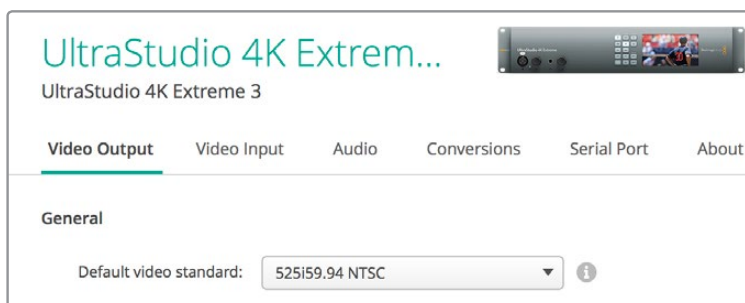 UltraStudio 4K Extrem...
UltraStudio 4K Extreme 3
Video Output Video Input Audio Conversions Serial Port About
General
Default video standard: 525i59.94 NTSC